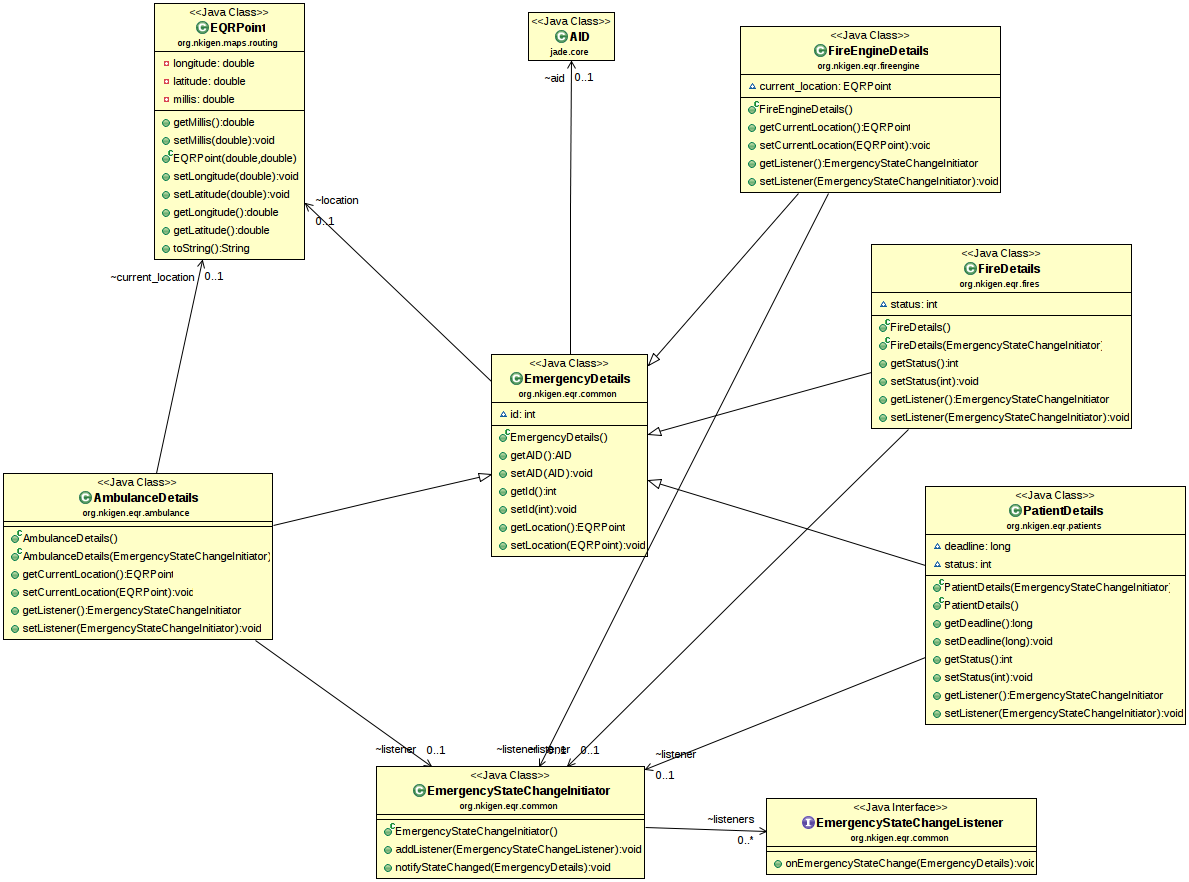 <<Java Class>>
EQRPoint
org.nkigen.maps.routing
longitude: double
latitude: double
millis: double
getMillis():double
setMillis(double):void
EQRPoint(double,double)
setLongitude(double):void
setLatitude(double):void
getLongitude():double
getLatitude():double
toString():String
<<Java Class>>
AID
jade.core
~aid 0..1
<<Java Class>>
FireEngineDetails
org.nkigen.eqr.fireengine
current_location: EQRPoint
FireEngineDetails()
getCurrentLocation():EQRPoint
setCurrentLocation(EQRPoint):void
getListener():EmergencyStateChangeInitiator
setListener(EmergencyStateChangeInitiator):void
~location
0..1
~current_location 0..1
<<Java Class>>
FireDetails
org.nkigen.eqr.fires
status: int
FireDetails()
FireDetails(EmergencyStateChangeInitiator)
getStatus():int
setStatus(int):void
getListener():EmergencyStateChangeInitiator
setListener(EmergencyStateChangeInitiator):void
<<Java Class>>
EmergencyDetails
org.nkigen.eqr.common
id: int
EmergencyDetails()
getAID():AID
setAID(AID):void
getId():int
setId(int):void
getLocation():EQRPoint
setLocation(EQRPoint):void
<<Java Class>>
AmbulanceDetails
org.nkigen.eqr.ambulance
AmbulanceDetails()
AmbulanceDetails(EmergencyStateChangeInitiator)
getCurrentLocation():EQRPoint
setCurrentLocation(EQRPoint):void
getListener():EmergencyStateChangeInitiator
setListener(EmergencyStateChangeInitiator):void
<<Java Class>>
PatientDetails
org.nkigen.eqr.patients
deadline: long
status: int
PatientDetails(EmergencyStateChangeInitiator)
PatientDetails()
getDeadline():long
setDeadline(long):void
getStatus():int
setStatus(int):void
getListener():EmergencyStateChangeInitiator
setListener(EmergencyStateChangeInitiator):void
~listener 0..1
~listener 0..1
~listener 0..1
~listener
0..1
<<Java Class>>
EmergencyStateChangeInitiator
org.nkigen.eqr.common
EmergencyStateChangeInitiator()
addListener(EmergencyStateChangeListener):void
notifyStateChanged(EmergencyDetails):void
~listeners
0..*
<<Java Interface>>
EmergencyStateChangeListener
org.nkigen.eqr.common
onEmergencyStateChange(EmergencyDetails):void